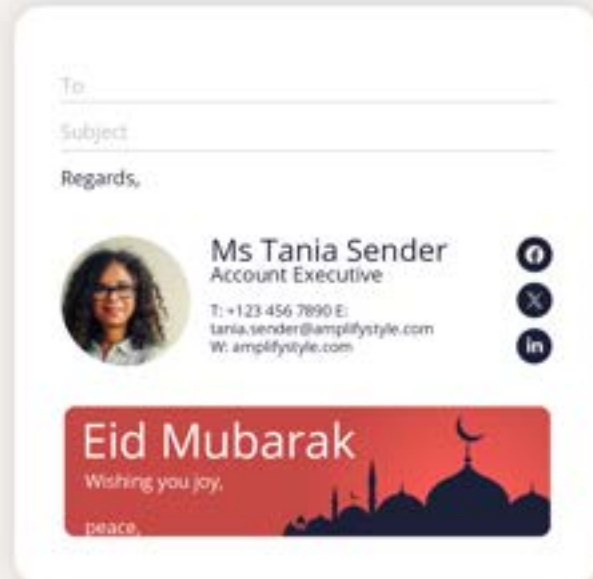 To
Subject
Regards,
Ms Tania Sender
Account Executive
T: +123 456 7890 E:
tania.sender@amplifystyle.com
W: amplifystyle.com
Eid Mubarak
Wishing you joy,
peace,